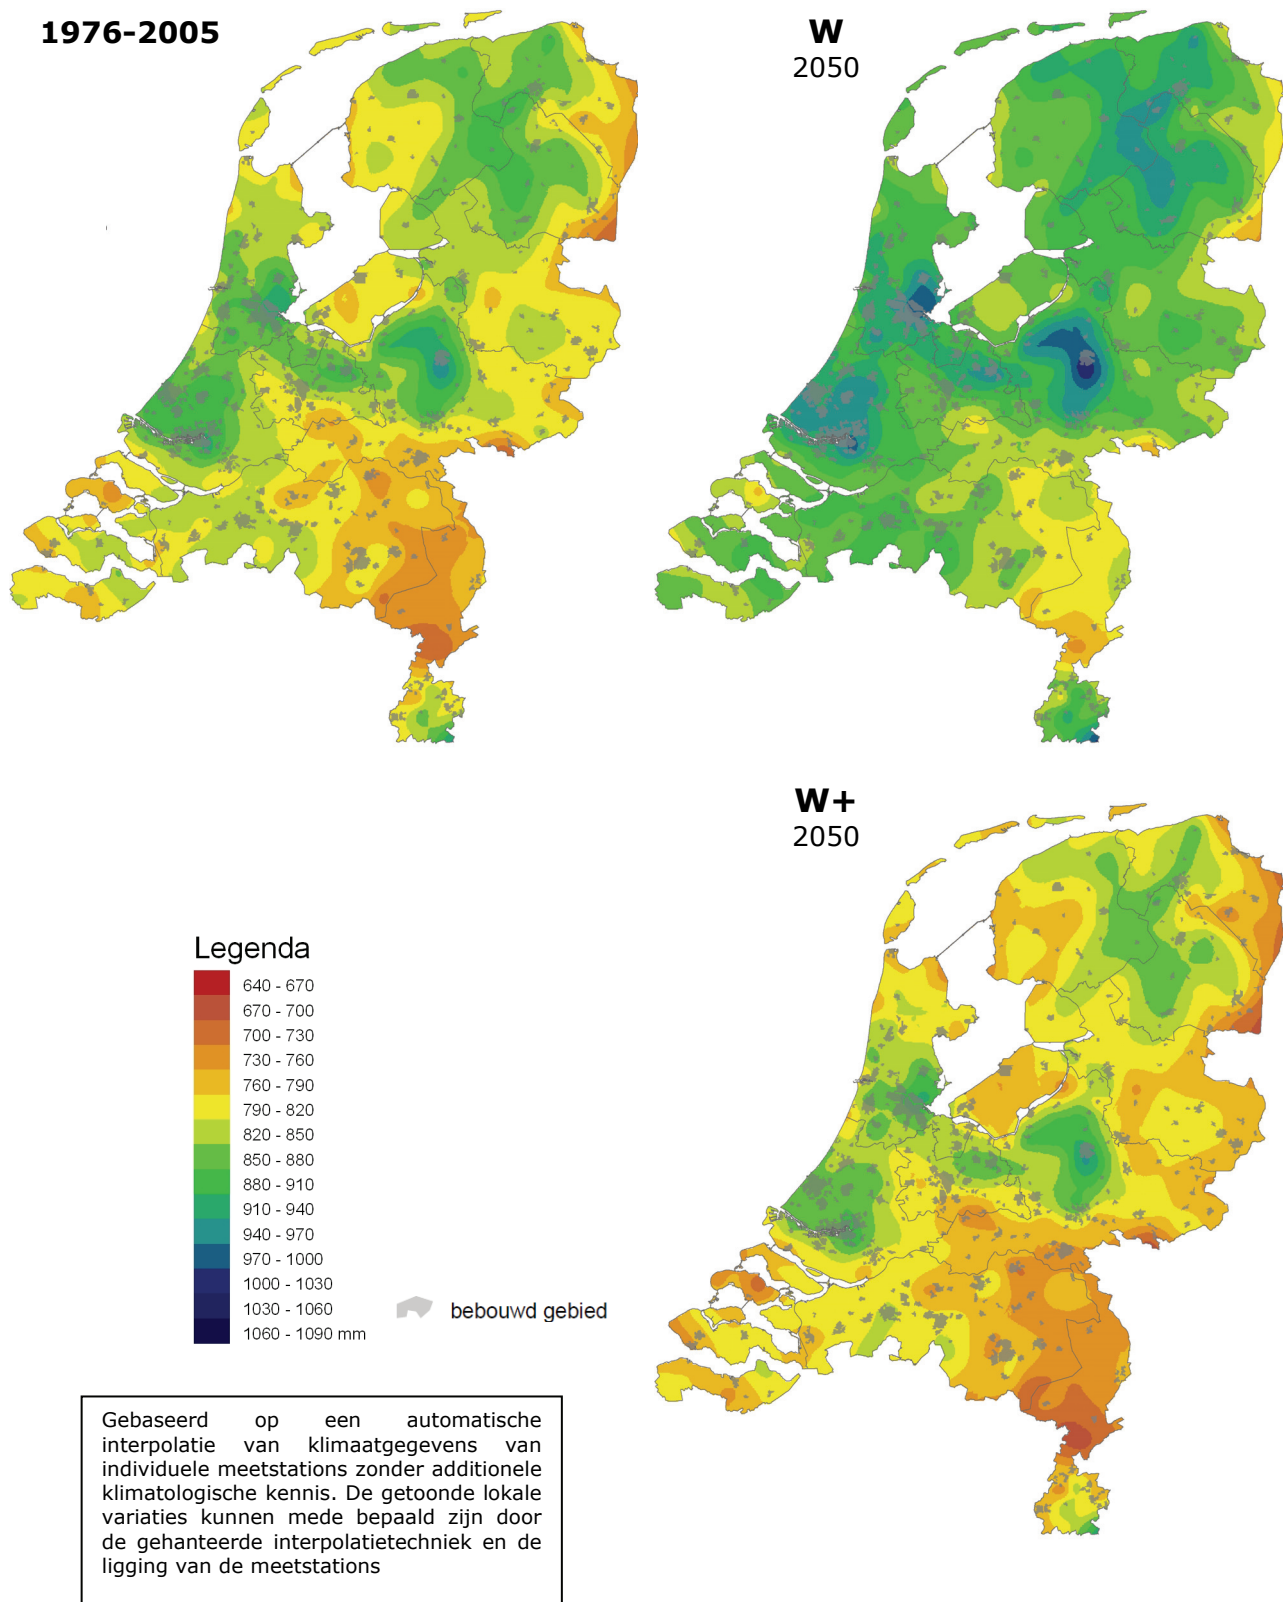 1976-2005
W
2050
W+
2050
Legenda
640 - 670
670 - 700
700 - 730
730 - 760
760 - 790
790 - 820
820 - 850
850 - 880
880 - 910
910 - 940
940 - 970
970 - 1000
1000 - 1030
1030 - 1060
1060 - 1090 mm
bebouwd gebied
Gebaseerd op een automatische
interpolatie van klimaatgegevens van
individuele meetstations zonder additionele
klimatologische kennis. De getoonde lokale
variaties kunnen mede bepaald zijn door
de gehanteerde interpolatietechniek en de
ligging van de meetstations